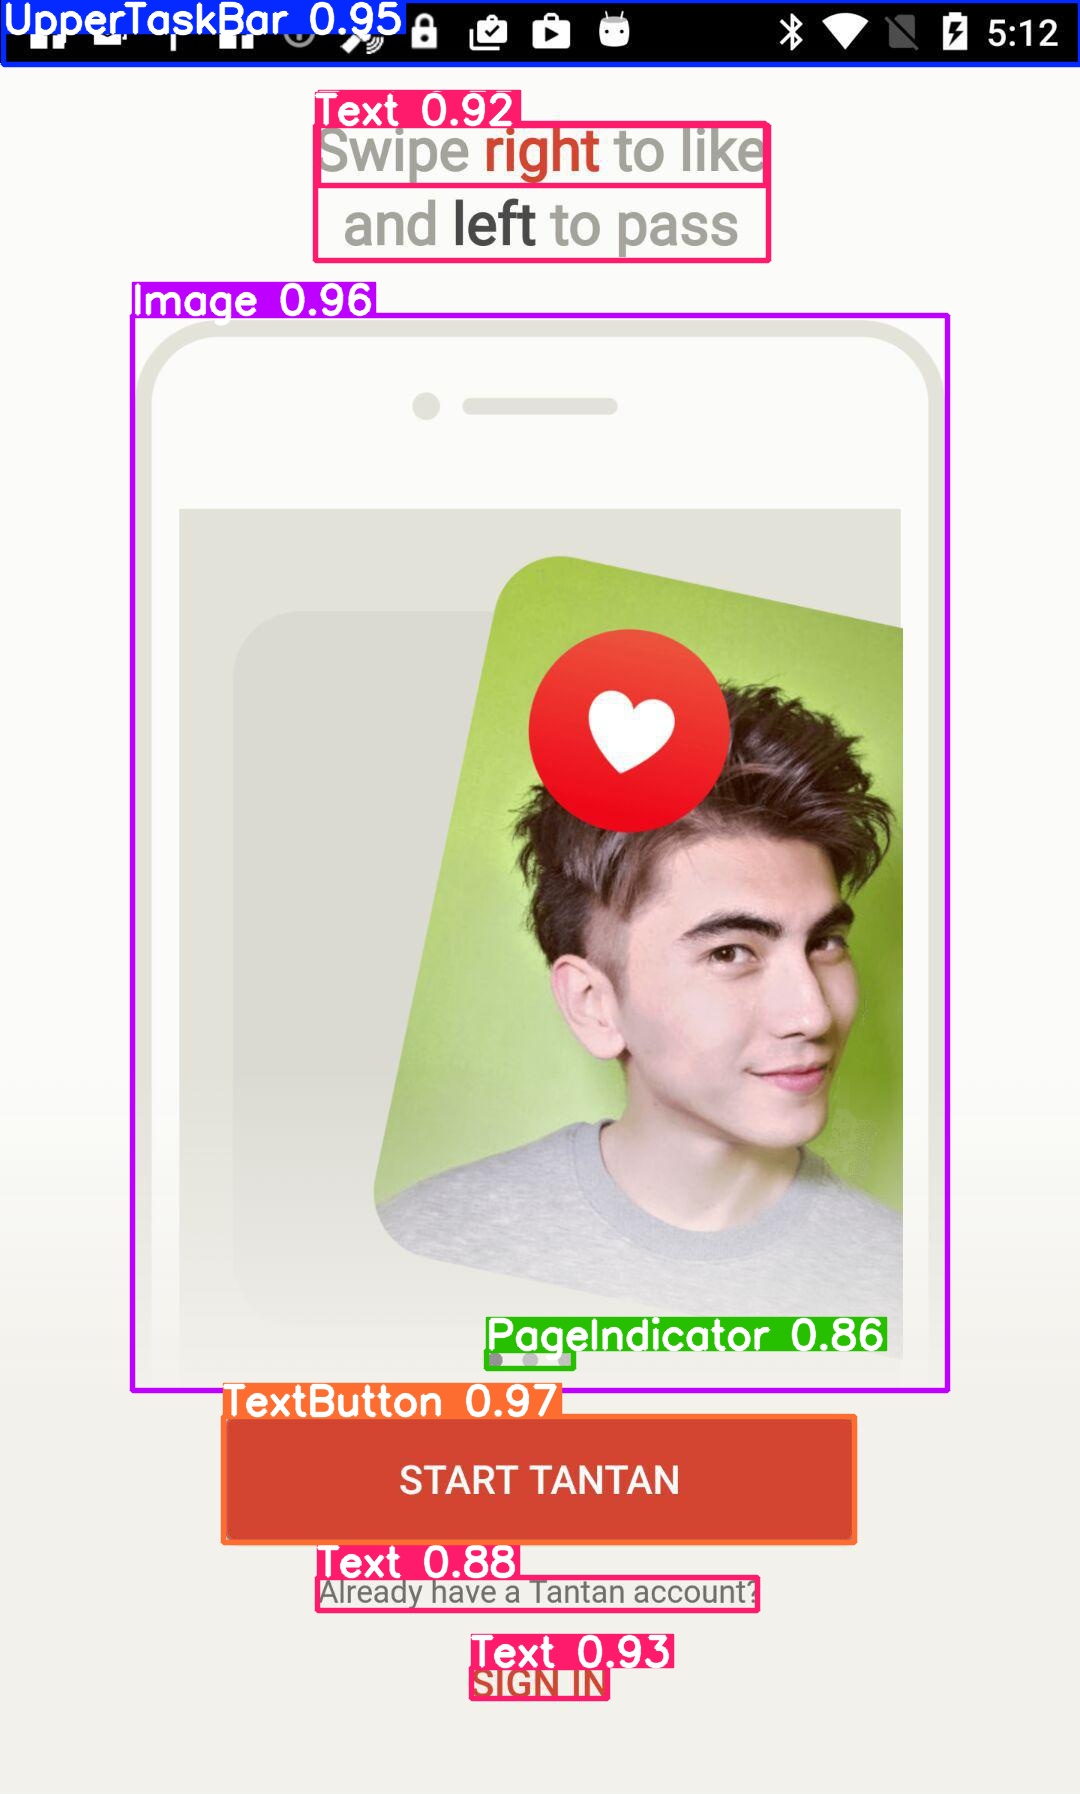 UpperTaskBar 0.95
5:12
Text 0.92
Swipe right to like
and left to pass
Image 0.96
PageIndicator 0.86
TextButton 0.97
START TANTAN
Text 0.88
Already have a Tantan account?
Text 0.93
SIGN IN